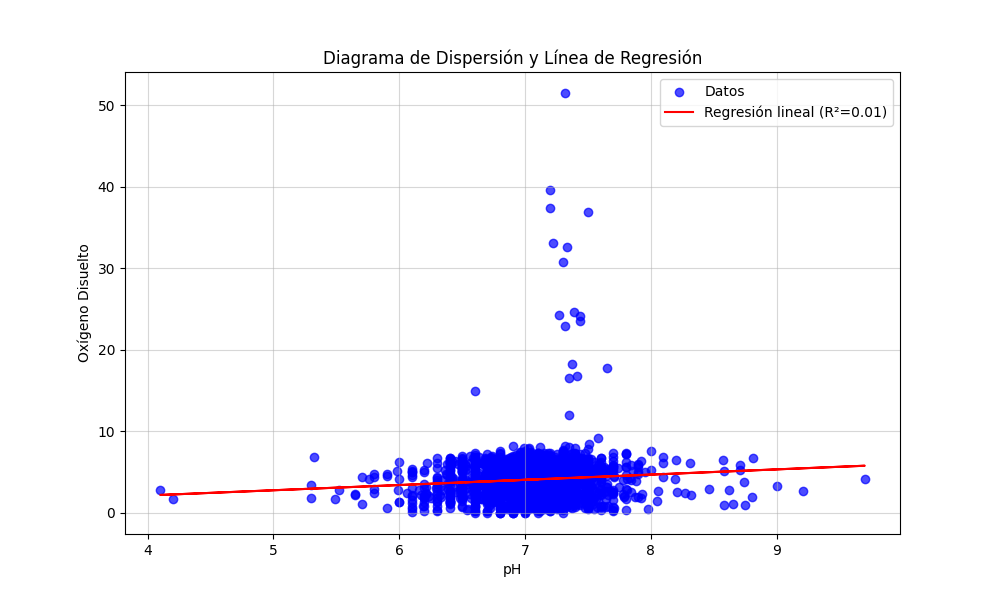 Diagrama de Dispersión y Línea de Regresión
Datos
Regresión lineal (R²=0.01)
Oxígeno Disuelto
50
40
30
20
10
0
4 5 6 7 8 9
pH